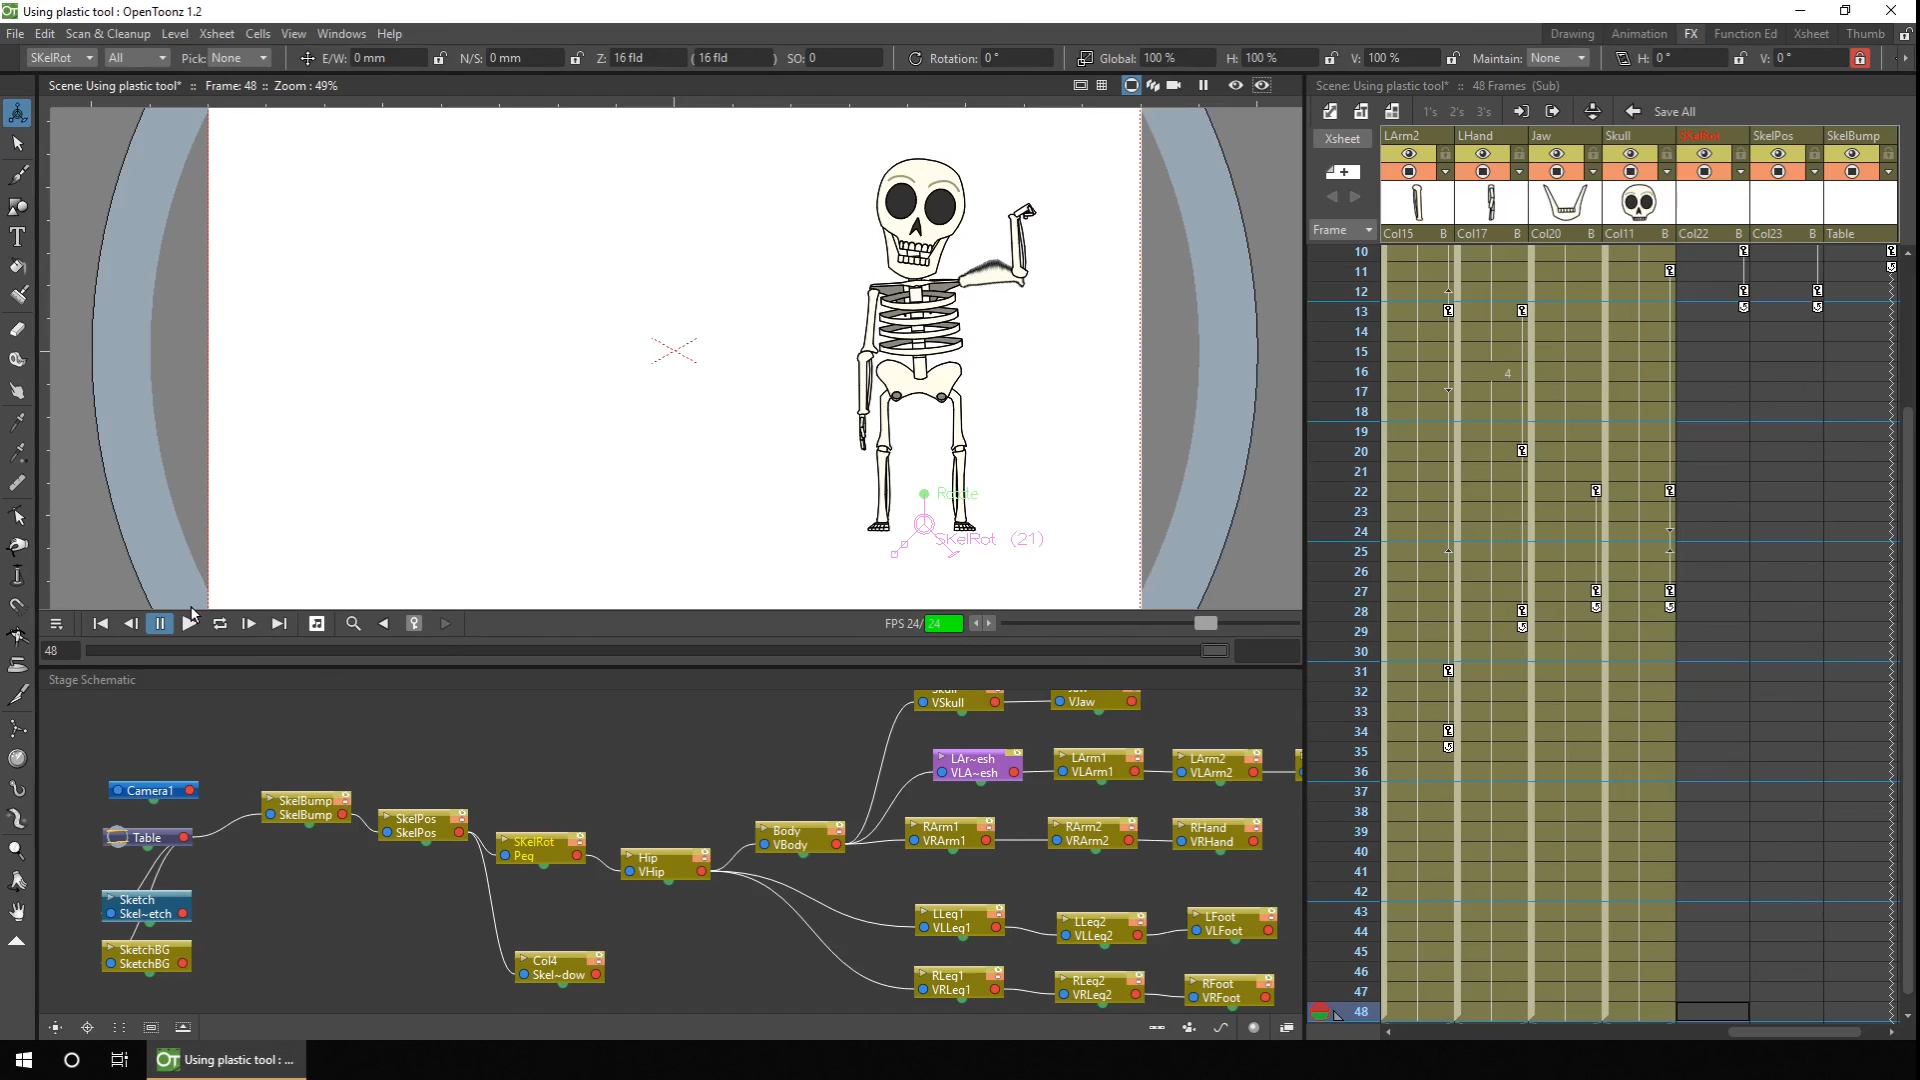 Using plastic tool : OpenToonz 1.2
File Edit Scan & Cleanup Level Xsheet Cells View Windows Help
Drawing Animation FX Function Ed Xsheet Thumb
SKelRot All Pick: None E/W: 0 mm N/S: 0 mm Z: 16 fld ( 16 fld ) SO: 0 Rotation: 0 ° Global: 100 % H: 100 % V: 100 % Maintain: None H: 0 ° V: 0 °
Scene: Using plastic tool* :: Frame: 48 :: Zoom : 49%
Scene: Using plastic tool* :: 48 Frames (Sub)
1's 2's 3's Save All
Xsheet LArm2 LHand Jaw Skull SKelRot SkelPos SkelBump
Frame Col15 B Col17 B Col20 B Col11 B Col22 B Col23 B Table
10
11
12
13
14
15
16 4
17
18
19
20
21
22
23
24
25
26
27
28
29
30
31
32
33
34
35
36
37
38
39
40
41
42
43
44
45
46
47
48
Rotate
SKelRot (21)
FPS 24/ 24
48
Stage Schematic
VSkull
VJaw
LAr~esh
VLA~esh
LArm1
VLArm1
LArm2
VLArm2
Camera1
SkelBump
SkelBump
SkelPos
SkelPos
Table
SKelRot
Peg
Hip
VHip
Body
VBody
RArm1
VRArm1
RArm2
VRArm2
RHand
VRHand
Sketch
Skel~etch
SketchBG
SketchBG
Col4
Skel~dow
LLeg1
VLLeg1
LLeg2
VLLeg2
LFoot
VLFoot
RLeg1
VRLeg1
RLeg2
VRLeg2
RFoot
VRFoot
Using plastic tool : ...